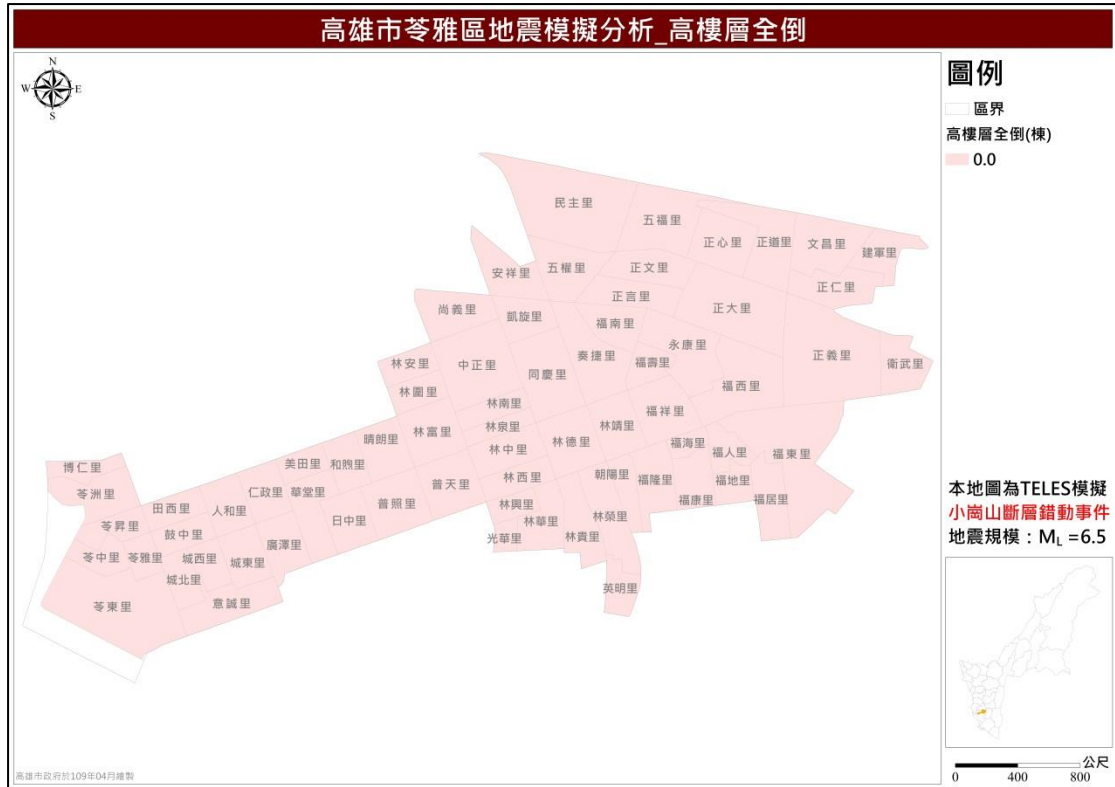 高雄市苓雅區地震模擬分析_高樓層全倒
N
W
E
S
圖例
區界
高樓層全倒(棟)
0.0
民主里
五福里
正心里
正道里
文昌里
建軍里
安祥里
五權里
正文里
正仁里
尚義里
凱旋里
正言里
正大里
福南里
永康里
林安里
中正里
同慶里
奏捷里
福壽里
正義里
衛武里
林圍里
福西里
林南里
福祥里
晴朗里
林富里
林泉里
林德里
林靖里
林中里
福海里
福人里
福東里
博仁里
美田里
和煦里
普天里
林西里
朝陽里
福隆里
福地里
苓洲里
仁政里
華堂里
普照里
林興里
福康里
福居里
田西里
人和里
日中里
林華里
林榮里
苓昇里
鼓中里
廣澤里
光華里
林貴里
苓中里
苓雅里
城西里
城東里
城北里
英明里
苓東里
意誠里
本地圖為TELES模擬
小崗山斷層錯動事件
地震規模：ML =6.5
公尺
0 400 800
高雄市政府於109年04月繪製